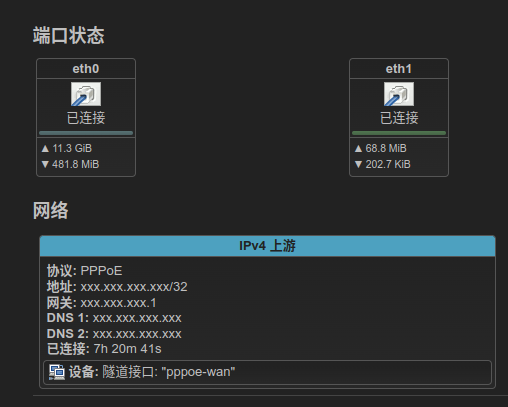 端口状态
eth0
已连接
▲ 11.3 GiB
▼ 481.8 MiB
eth1
已连接
▲ 68.8 MiB
▼ 202.7 KiB
网络
IPv4 上游
协议: PPPoE
地址: xxx.xxx.xxx.xxx/32
网关: xxx.xxx.xxx.1
DNS 1: xxx.xxx.xxx.xxx
DNS 2: xxx.xxx.xxx.xxx
已连接: 7h 20m 41s
设备: 隧道接口: "pppoe-wan"